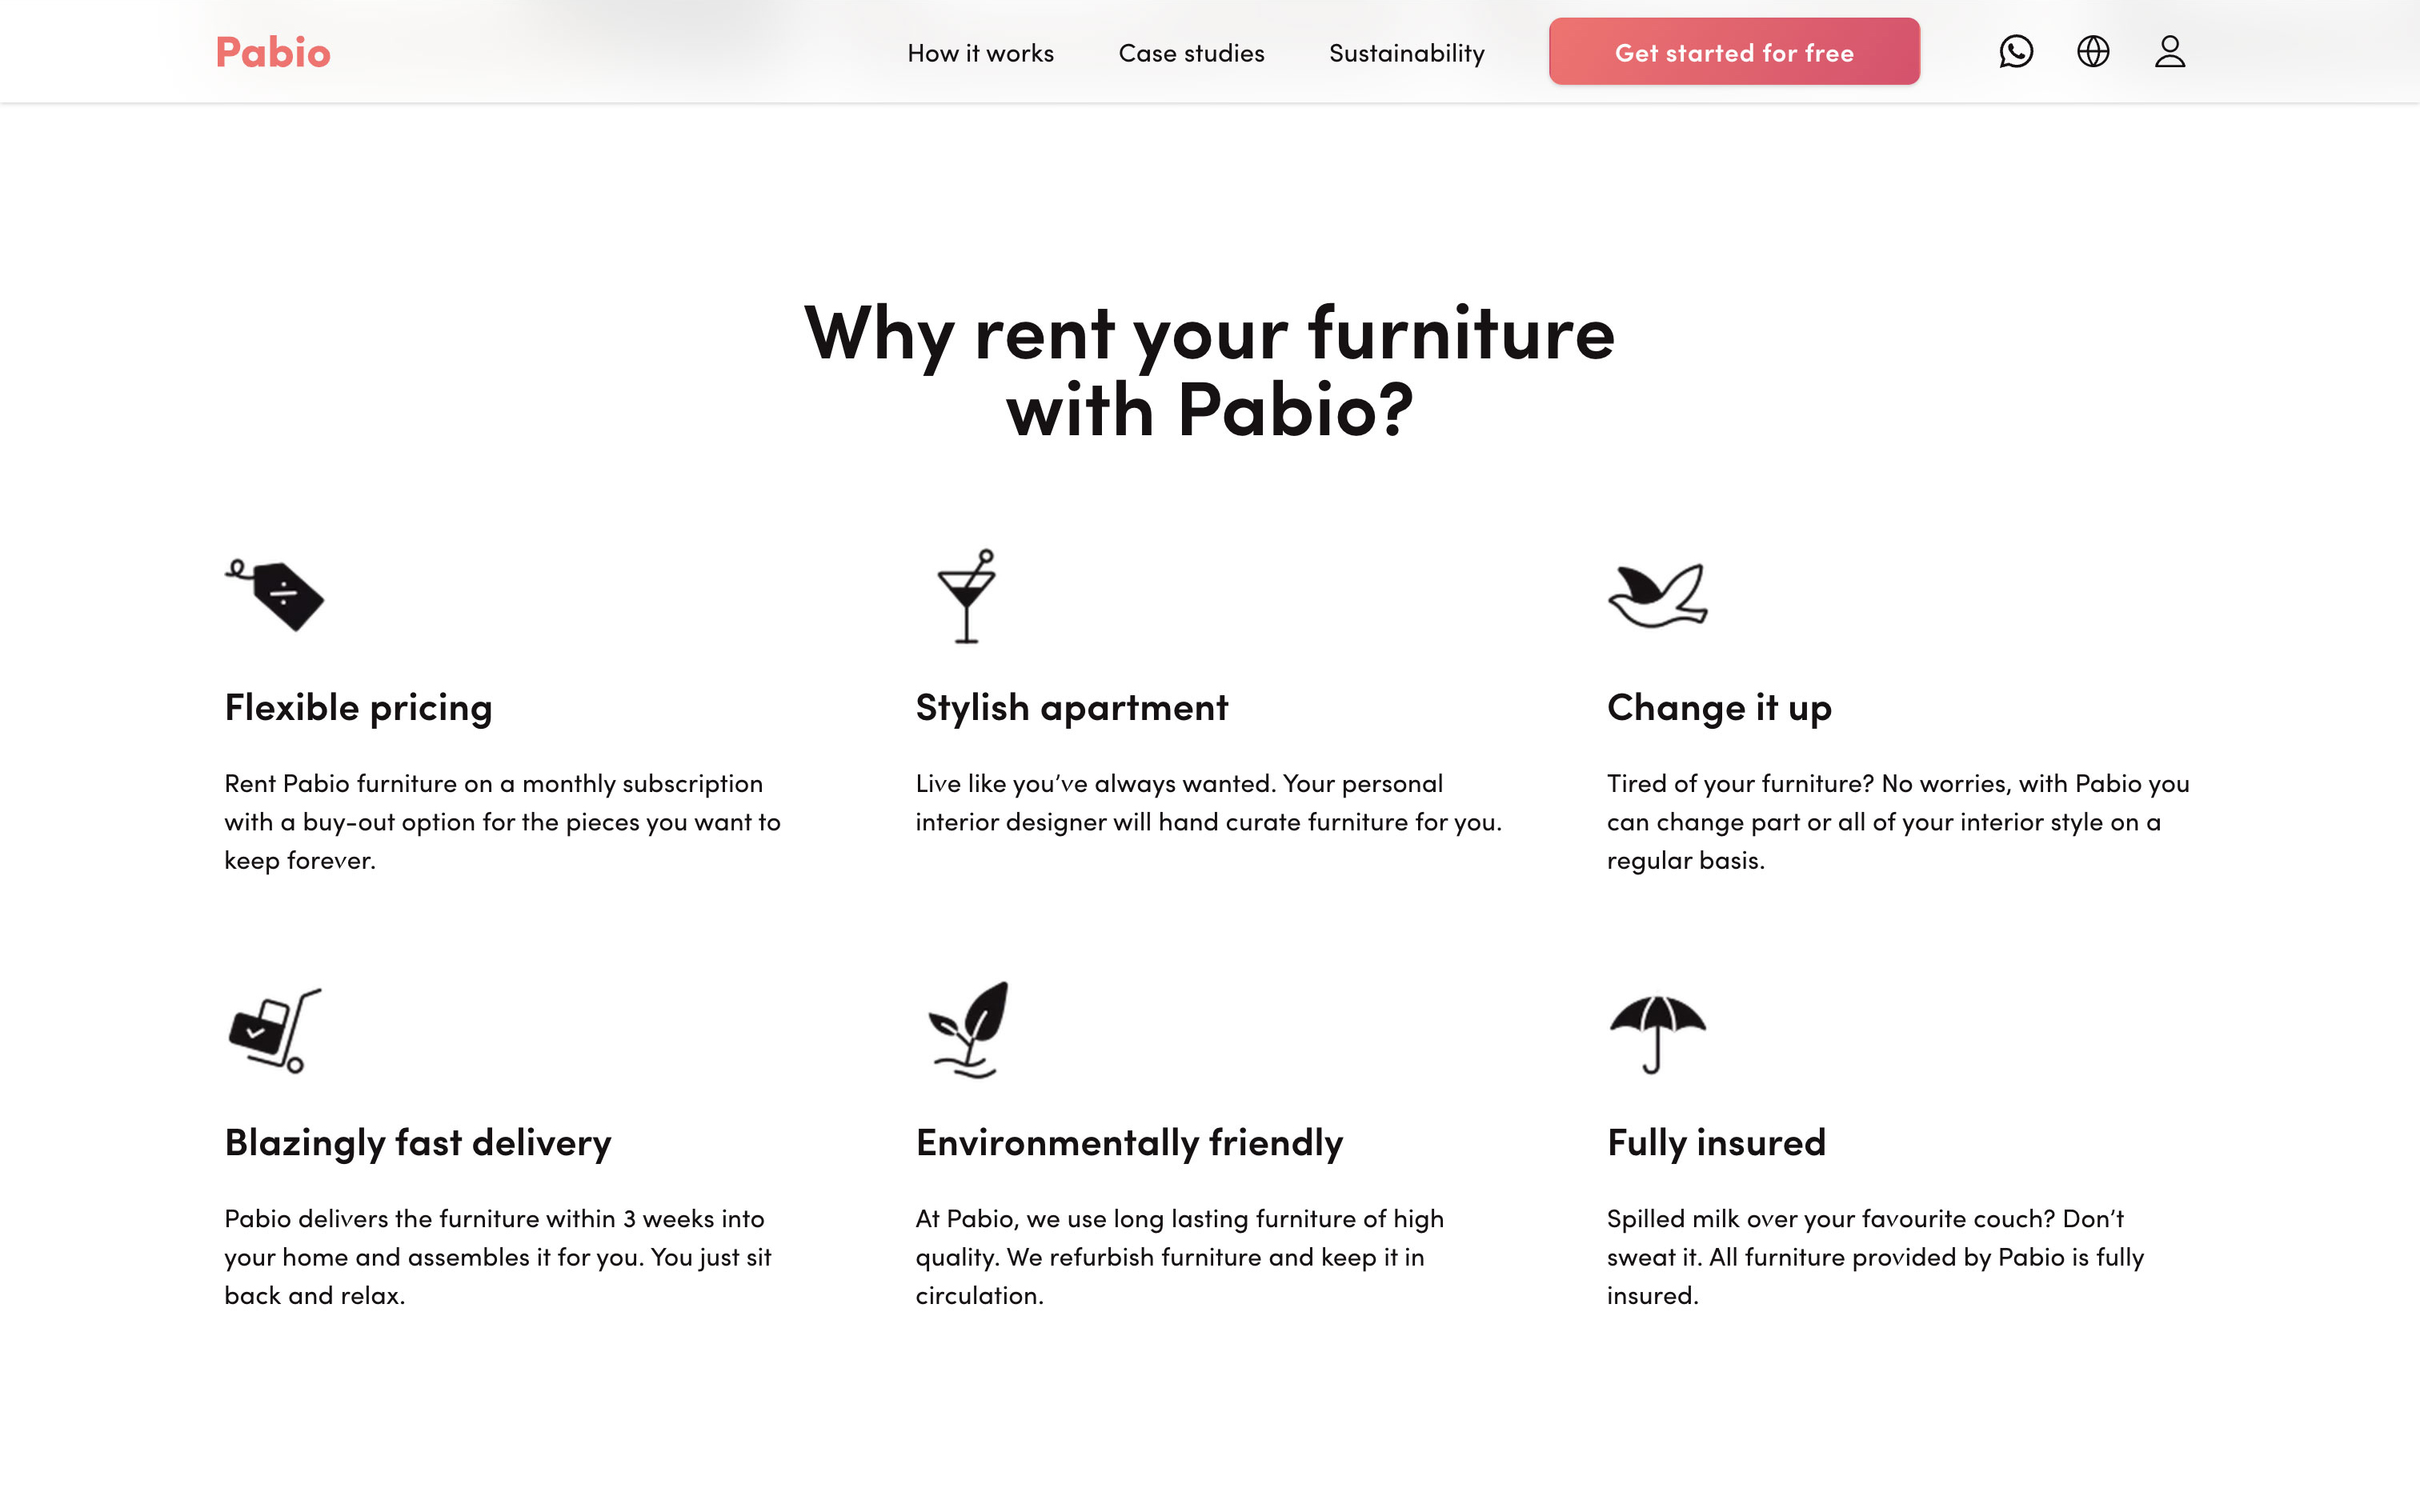 Pabio
How it works
Case studies
Sustainability
Get started for free
Why rent your furniture
with Pabio?
Flexible pricing
Rent Pabio furniture on a monthly subscription
with a buy-out option for the pieces you want to
keep forever.
Stylish apartment
Live like you’ve always wanted. Your personal
interior designer will hand curate furniture for you.
Change it up
Tired of your furniture? No worries, with Pabio you
can change part or all of your interior style on a
regular basis.
Blazingly fast delivery
Pabio delivers the furniture within 3 weeks into
your home and assembles it for you. You just sit
back and relax.
Environmentally friendly
At Pabio, we use long lasting furniture of high
quality. We refurbish furniture and keep it in
circulation.
Fully insured
Spilled milk over your favourite couch? Don’t
sweat it. All furniture provided by Pabio is fully
insured.